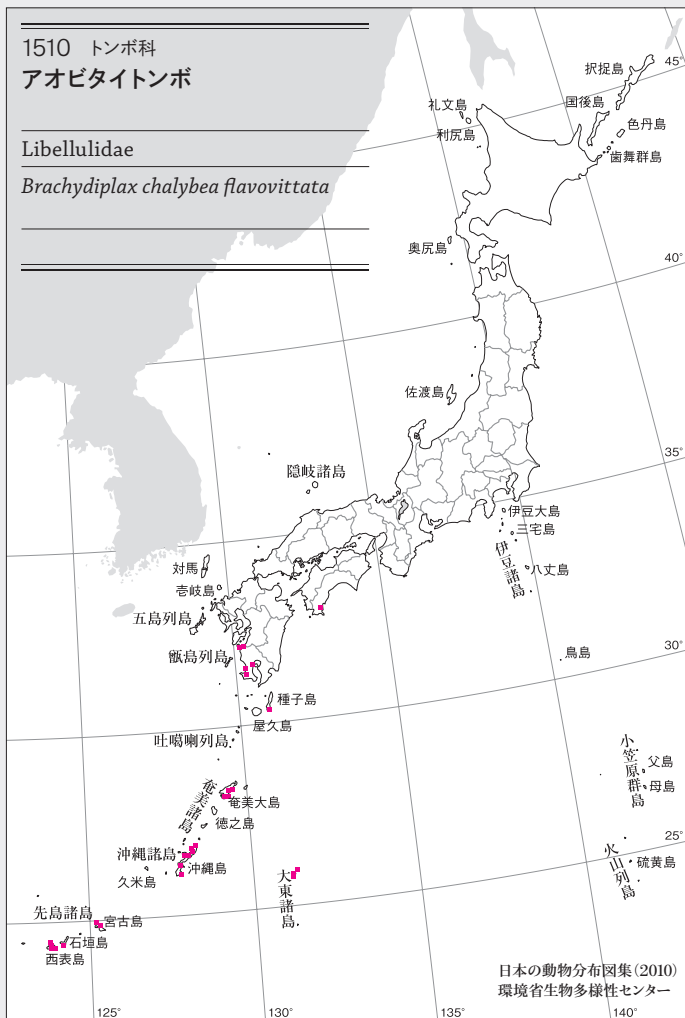 1510 トンボ科
アオビタイトンボ
Libellulidae
Brachydiplax chalybea flavovittata
45°
択捉島
国後島
礼文島
色丹島
利尻島
歯舞群島
奥尻島
40°
佐渡島
35°
隠岐諸島
伊豆大島
三宅島
伊豆諸島
八丈島
対馬
壱岐島
五島列島
甑島列島
鳥島
30°
種子島
屋久島
吐噶喇列島
小笠原群島
父島
母島
奄美諸島
奄美大島
徳之島
25°
沖縄諸島
沖縄島
久米島
火山列島
硫黄島
大東諸島
先島諸島
宮古島
石垣島
西表島
日本の動物分布図集(2010)
環境省生物多様性センター
125°
130°
135°
140°